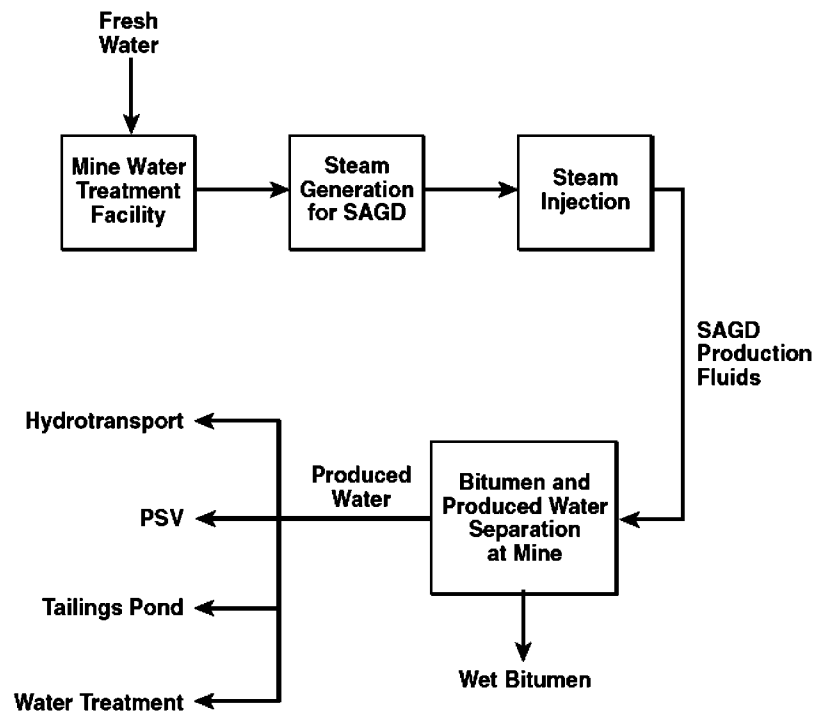 Fresh
Water
Mine Water
Treatment
Facility
Steam
Generation
for SAGD
Steam
Injection
SAGD
Production
Fluids
Hydrotransport
Produced
Water
Bitumen and
Produced Water
Separation
at Mine
PSV
Tailings Pond
Wet Bitumen
Water Treatment